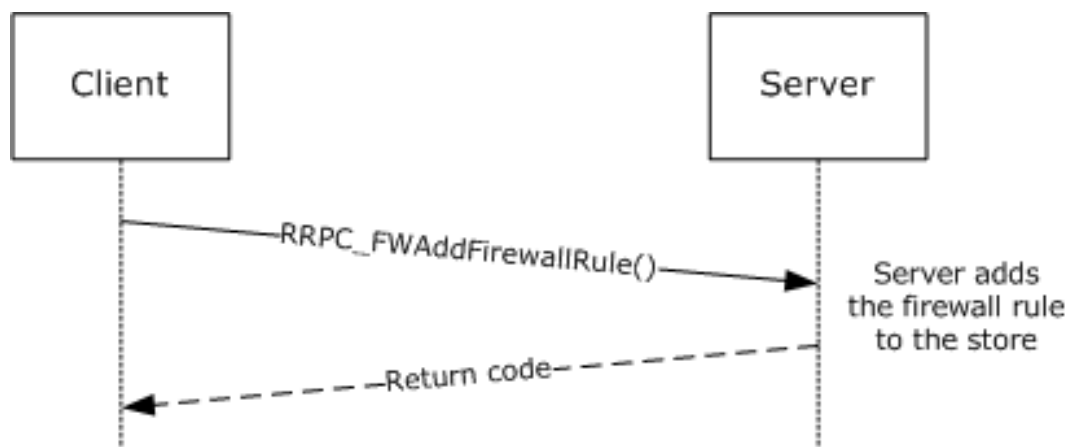 Client
Server
RRPC_FWAddFirewallRule()
Server adds
the firewall rule
to the store
Return code